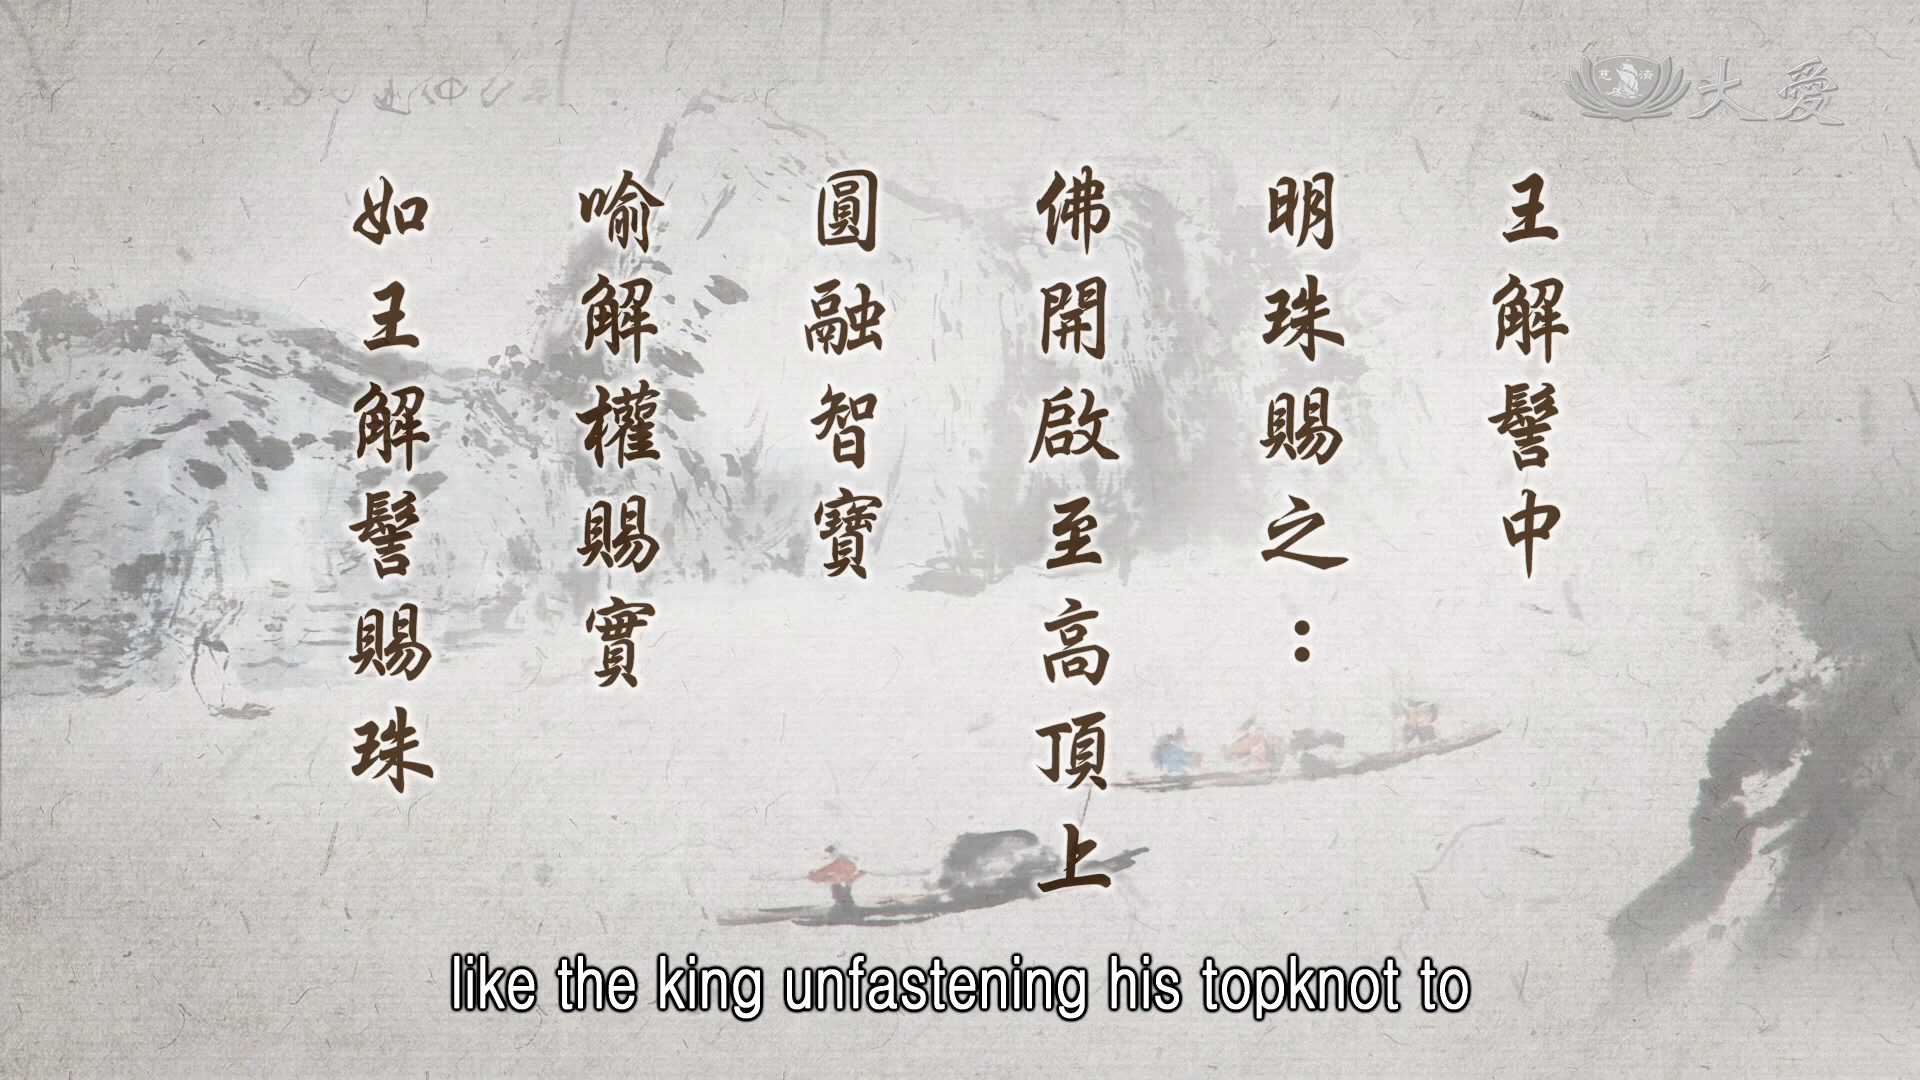 大愛
慈濟
王解髻中
明珠賜之：
佛開啟至高頂上
圓融智寶
喻解權賜實
如王解髻賜珠
like the king unfastening his topknot to